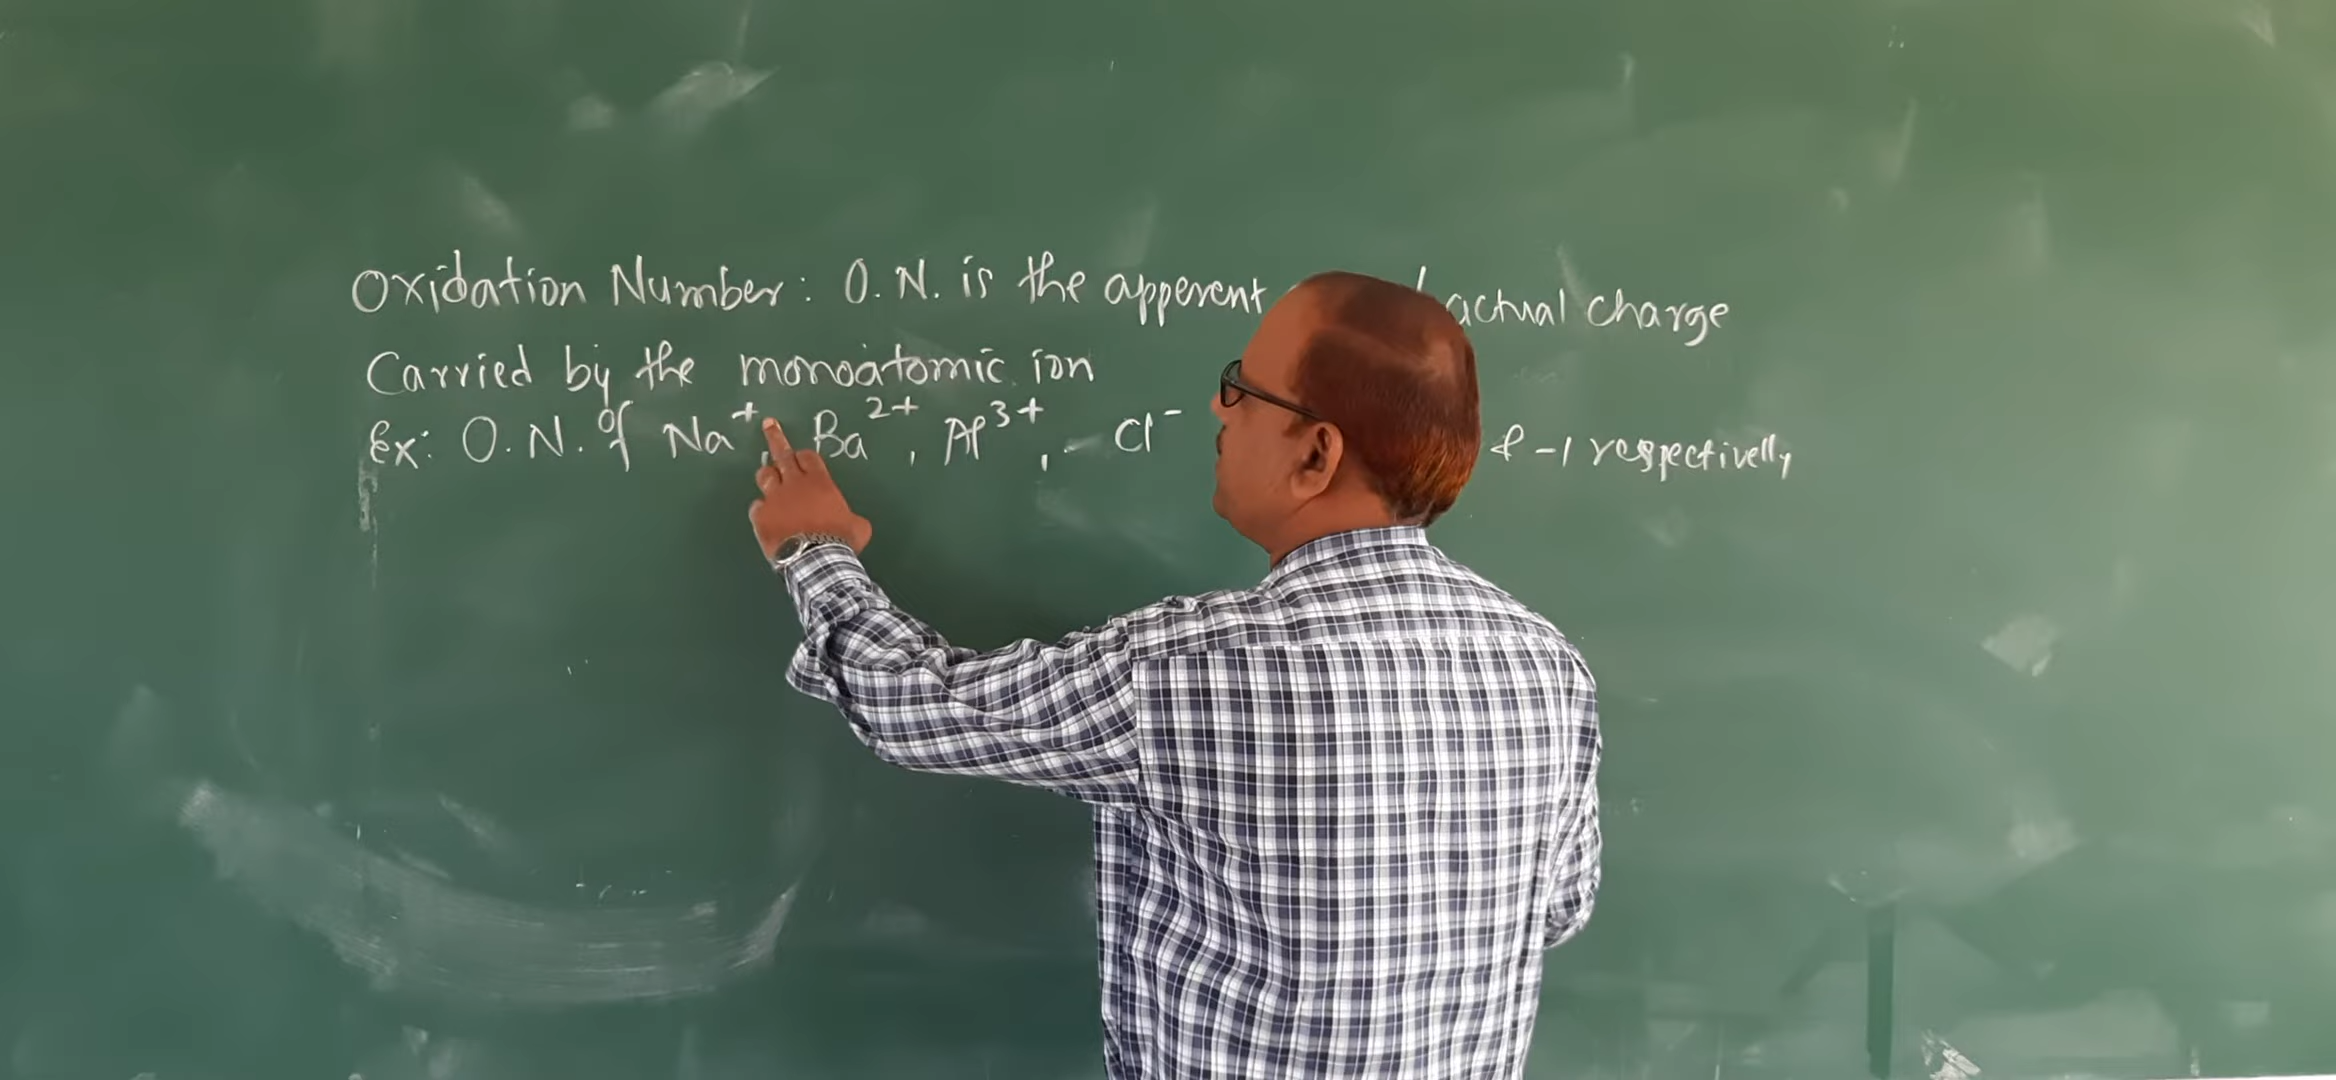 Oxidation Number: O.N. is the apperent / actual charge
Carried by the monoatomic ion
Ex: O.N. of Na⁺, Ba²⁺, Al³⁺, Cl⁻ & -1 respectivelly